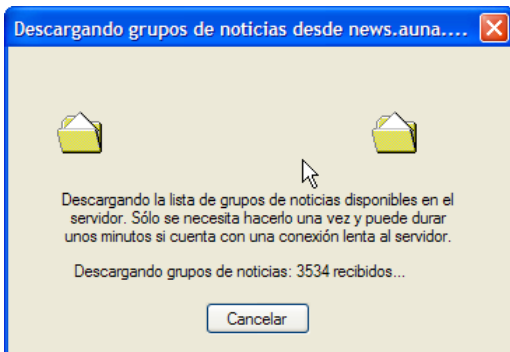 Descargando grupos de noticias desde news.auna....
Descargando la lista de grupos de noticias disponibles en el
servidor. Sólo se necesita hacerlo una vez y puede durar
unos minutos si cuenta con una conexión lenta al servidor.
Descargando grupos de noticias: 3534 recibidos...
Cancelar